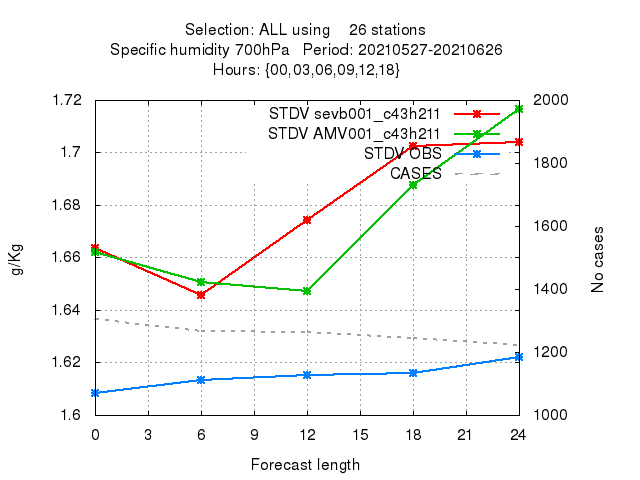 Selection: ALL using    26 stations
Specific humidity 700hPa   Period: 20210527-20210626
Hours: {00,03,06,09,12,18}
STDV sevb001_c43h211
STDV AMV001_c43h211
STDV OBS
CASES
1.72
1.7
1.68
1.66
1.64
1.62
1.6
g/Kg
2000
1800
1600
1400
1200
1000
No cases
0 3 6 9 12 15 18 21 24
Forecast length